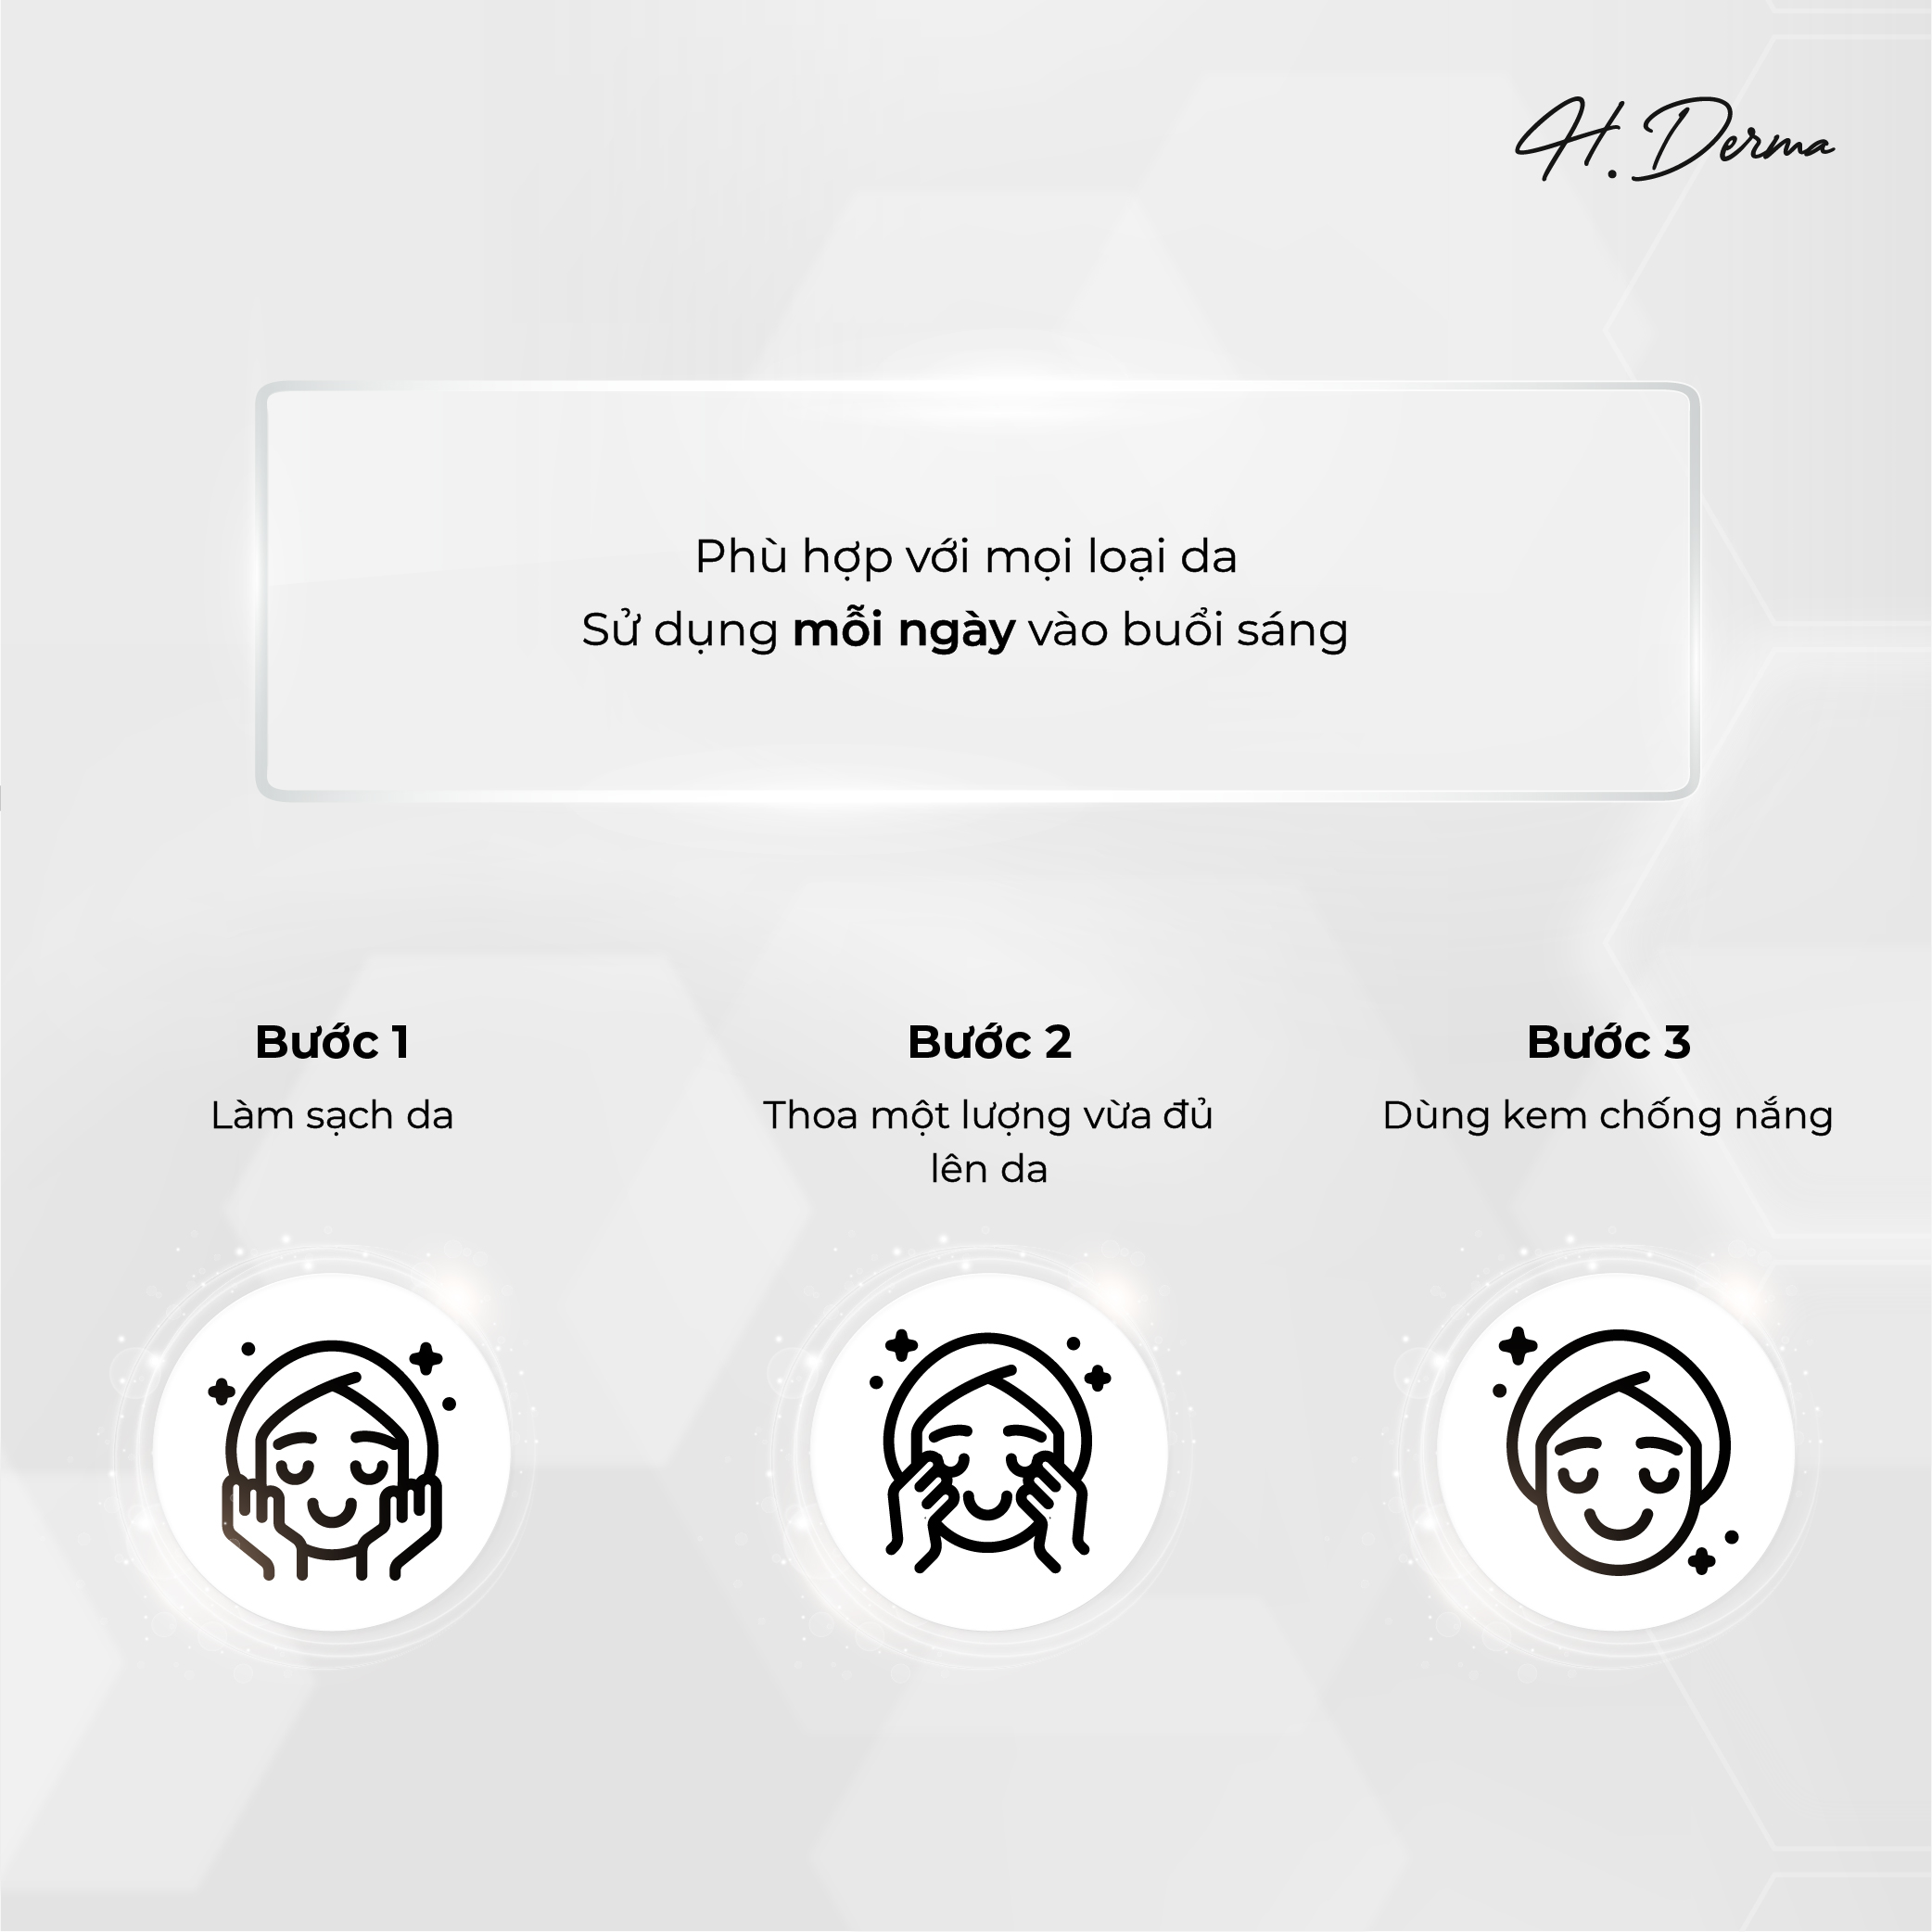 H. Derma
Phù hợp với mọi loại da
Sử dụng mỗi ngày vào buổi sáng
Bước 1
Làm sạch da
Bước 2
Thoa một lượng vừa đủ
lên da
Bước 3
Dùng kem chống nắng